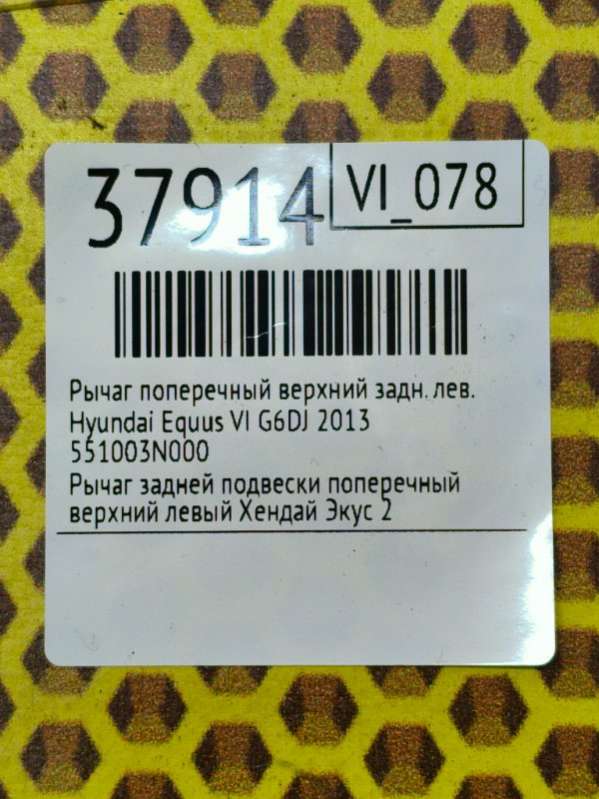 37914
VI_078
Рычаг поперечный верхний задн. лев.
Hyundai Equus VI G6DJ 2013
551003N000
Рычаг задней подвески поперечный
верхний левый Хендай Экус 2